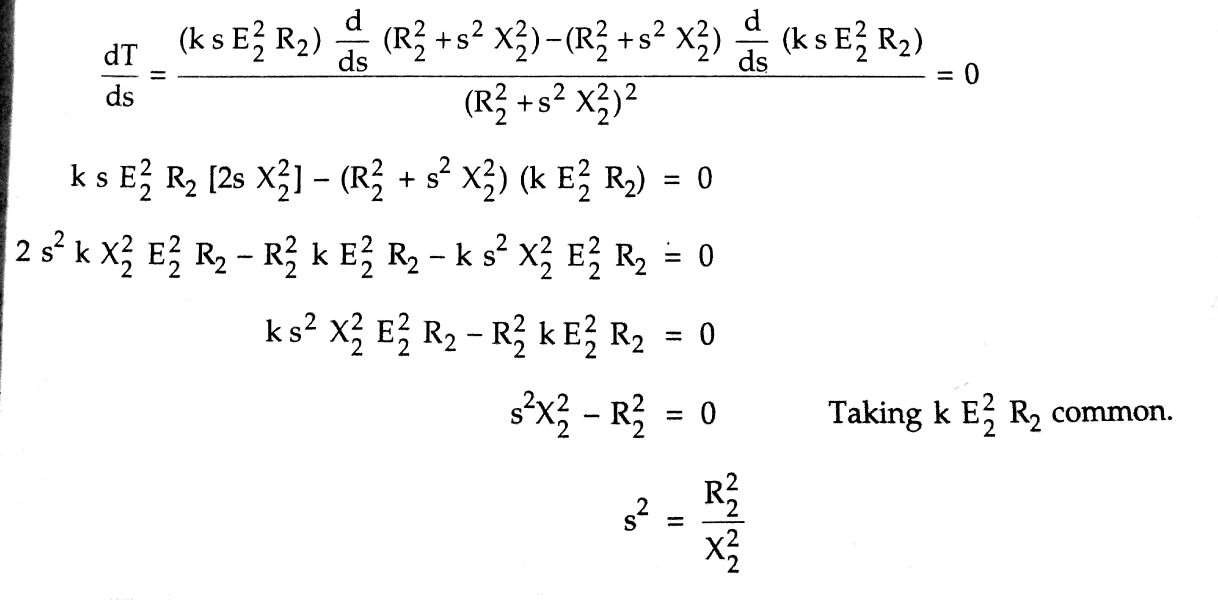 dT/ds = ((k s E₂² R₂) d/ds (R₂² + s² X₂²) – (R₂² + s² X₂²) d/ds (k s E₂² R₂)) / (R₂² + s² X₂²)² = 0
k s E₂² R₂ [2s X₂²] – (R₂² + s² X₂²) (k E₂² R₂) = 0
2 s² k X₂² E₂² R₂ – R₂² k E₂² R₂ – k s² X₂² E₂² R₂ = 0
k s² X₂² E₂² R₂ – R₂² k E₂² R₂ = 0
s²X₂² – R₂² = 0 Taking k E₂² R₂ common.
s² = R₂² / X₂²